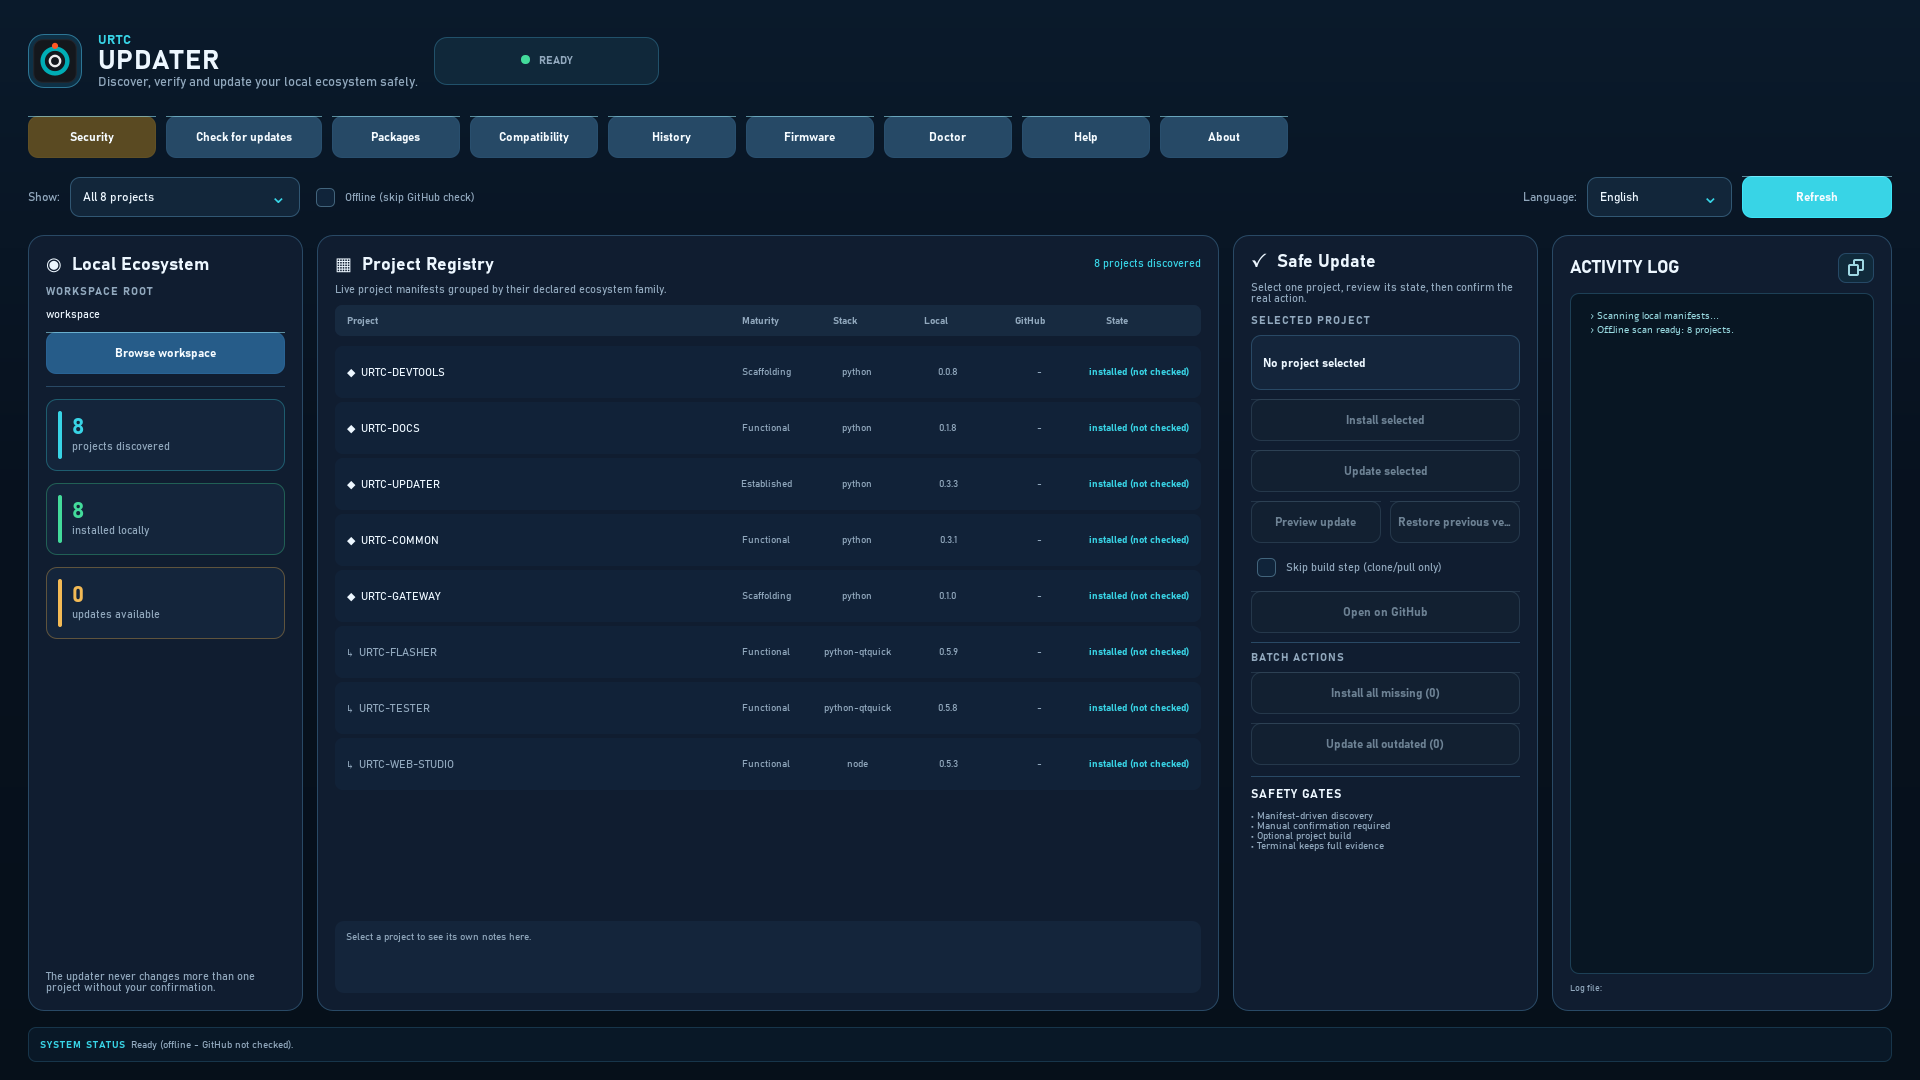 URTC
UPDATER
Discover, verify and update your local ecosystem safely.
READY
Security
Check for updates
Packages
Compatibility
History
Firmware
Doctor
Help
About
Show:
All 8 projects
Offline (skip GitHub check)
Language:
English
Refresh
Local Ecosystem
WORKSPACE ROOT
workspace
Browse workspace
8
projects discovered
8
installed locally
0
updates available
The updater never changes more than one
project without your confirmation.
Project Registry
8 projects discovered
Live project manifests grouped by their declared ecosystem family.
Project Maturity Stack Local GitHub State
◆ URTC-DEVTOOLS Scaffolding python 0.0.8 - installed (not checked)
◆ URTC-DOCS Functional python 0.1.8 - installed (not checked)
◆ URTC-UPDATER Established python 0.3.3 - installed (not checked)
◆ URTC-COMMON Functional python 0.3.1 - installed (not checked)
◆ URTC-GATEWAY Scaffolding python 0.1.0 - installed (not checked)
↳ URTC-FLASHER Functional python-qtquick 0.5.9 - installed (not checked)
↳ URTC-TESTER Functional python-qtquick 0.5.8 - installed (not checked)
↳ URTC-WEB-STUDIO Functional node 0.5.3 - installed (not checked)
Select a project to see its own notes here.
✓ Safe Update
Select one project, review its state, then confirm the
real action.
SELECTED PROJECT
No project selected
Install selected
Update selected
Preview update
Restore previous ve...
Skip build step (clone/pull only)
Open on GitHub
BATCH ACTIONS
Install all missing (0)
Update all outdated (0)
SAFETY GATES
• Manifest-driven discovery
• Manual confirmation required
• Optional project build
• Terminal keeps full evidence
ACTIVITY LOG
› Scanning local manifests...
› Offline scan ready: 8 projects.
Log file:
SYSTEM STATUS Ready (offline - GitHub not checked).